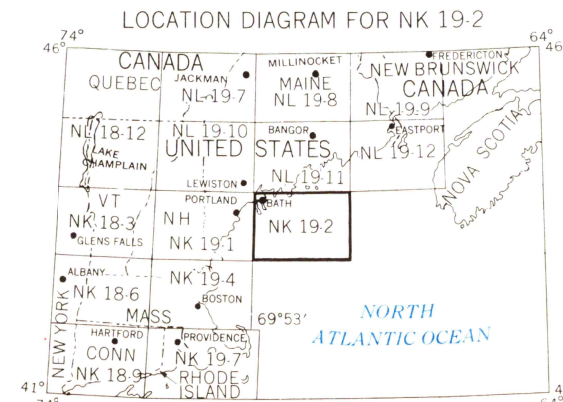 LOCATION DIAGRAM FOR NK 19-2
74° 64°
46° 46
CANADA
QUEBEC
JACKMAN
NL 19-7
MILLINOCKET
MAINE
NL 19-8
FREDERICTON
NEW BRUNSWICK
CANADA
NL 19-9
NL 18-12
LAKE
CHAMPLAIN
NL 19-10
BANGOR
UNITED STATES
NL 19-11
EASTPORT
NL 19-12
NOVA SCOTIA
LEWISTON
VT
NK 18-3
GLENS FALLS
PORTLAND
NH
NK 19-1
BATH
NK 19-2
ALBANY
NK 18-6
NK 19-4
BOSTON
MASS
69°53'
NORTH
ATLANTIC OCEAN
NEW YORK
HARTFORD
CONN
NK 18-9
PROVIDENCE
NK 19-7
RHODE
ISLAND
41° 4